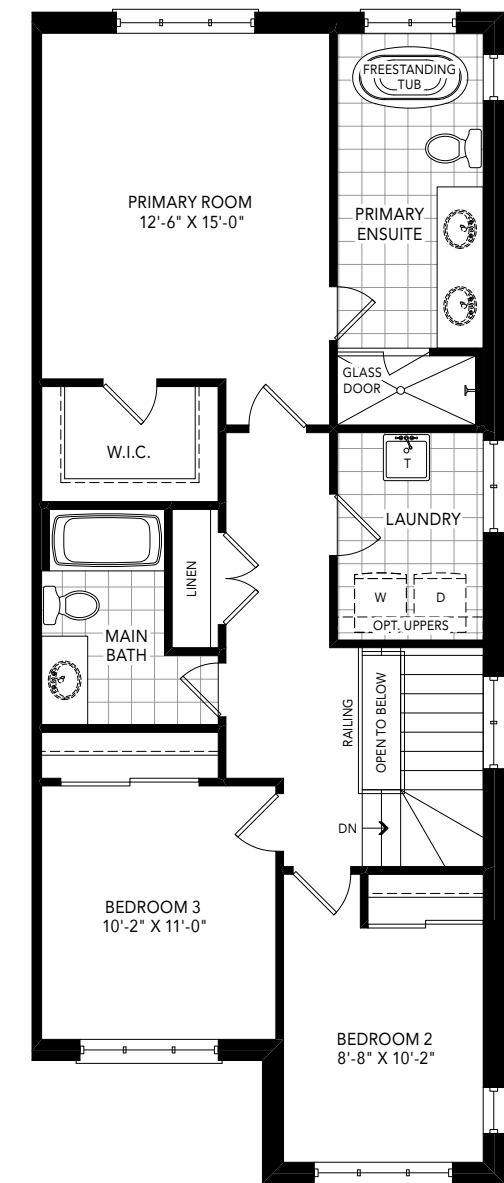 FREESTANDING
TUB
PRIMARY ROOM
12'-6" X 15'-0"
PRIMARY
ENSUITE
GLASS
DOOR
W.I.C.
T
LAUNDRY
LINEN
W
D
OPT. UPPERS
MAIN
BATH
RAILING
OPEN TO BELOW
DN
BEDROOM 3
10'-2" X 11'-0"
BEDROOM 2
8'-8" X 10'-2"